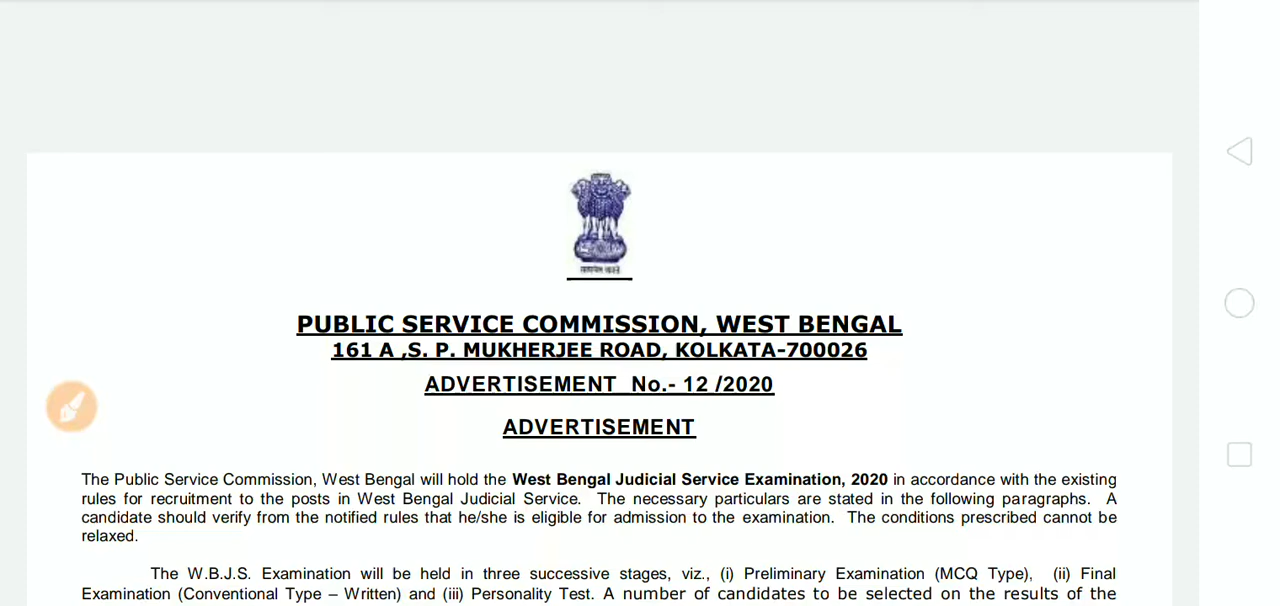 PUBLIC SERVICE COMMISSION, WEST BENGAL
161 A ,S. P. MUKHERJEE ROAD, KOLKATA-700026
ADVERTISEMENT No.- 12 /2020
ADVERTISEMENT
The Public Service Commission, West Bengal will hold the West Bengal Judicial Service Examination, 2020 in accordance with the existing
rules for recruitment to the posts in West Bengal Judicial Service. The necessary particulars are stated in the following paragraphs. A
candidate should verify from the notified rules that he/she is eligible for admission to the examination. The conditions prescribed cannot be
relaxed.
The W.B.J.S. Examination will be held in three successive stages, viz., (i) Preliminary Examination (MCQ Type), (ii) Final
Examination (Conventional Type – Written) and (iii) Personality Test. A number of candidates to be selected on the results of the